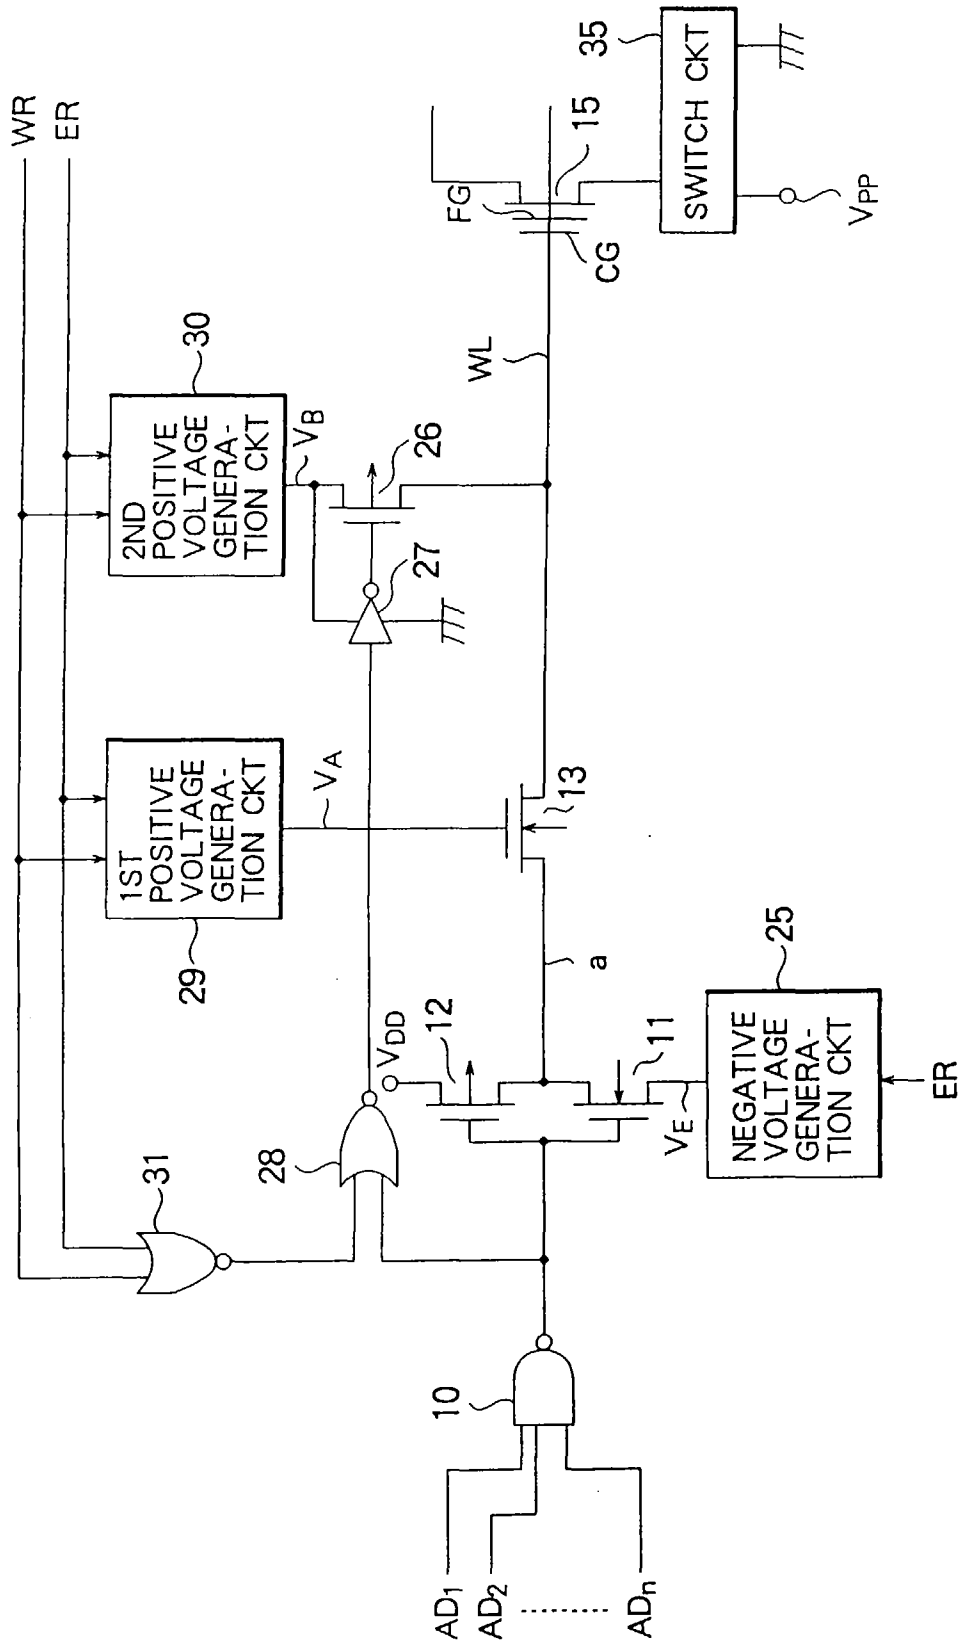 WR
ER
31
29
1ST
POSITIVE
VOLTAGE
GENERA-
TION CKT
2ND
POSITIVE
VOLTAGE
GENERA-
TION CKT
30
28
VDD
VA
27
VB
26
12
a
13
WL
FG
CG
15
35
SWITCH CKT
VPP
10
11
VE
25
NEGATIVE
VOLTAGE
GENERA-
TION CKT
ER
AD1
AD2
ADn